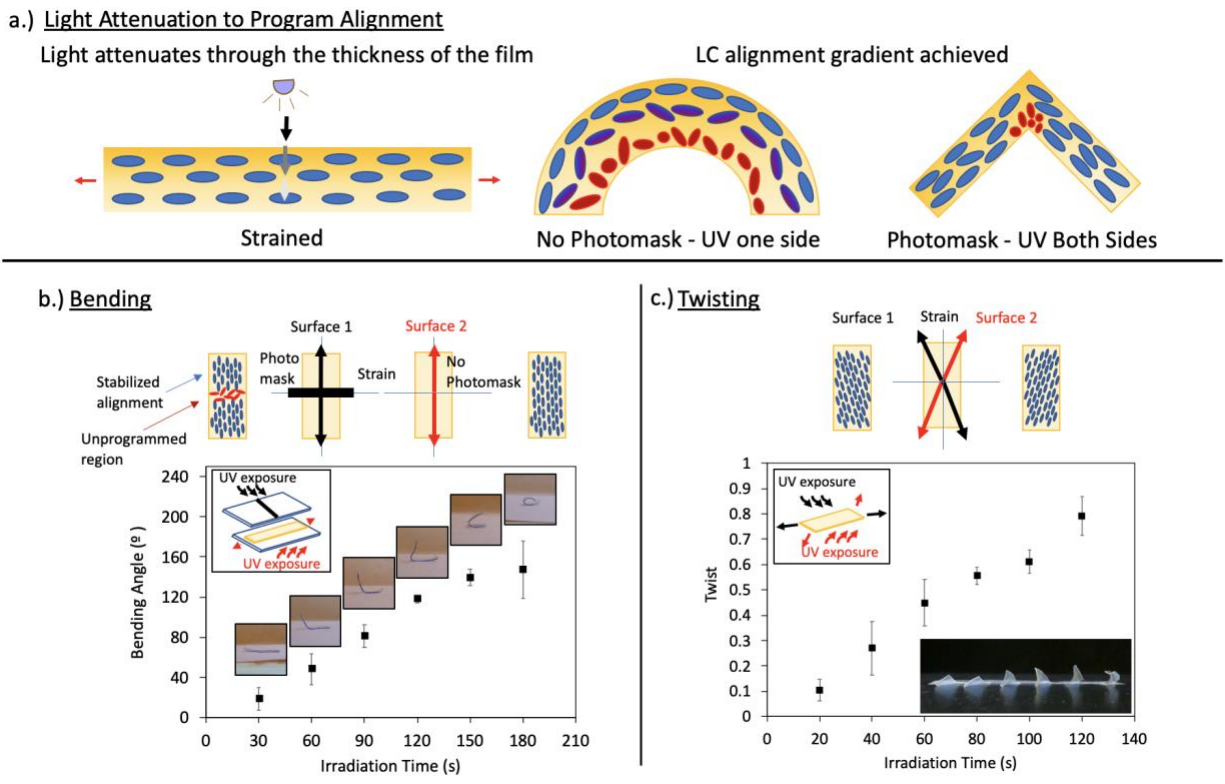 a.) Light Attenuation to Program Alignment
Light attenuates through the thickness of the film
LC alignment gradient achieved
Strained
No Photomask - UV one side
Photomask - UV Both Sides
b.) Bending
Surface 1
Surface 2
Photo
mask
Strain
No
Photomask
Stabilized
alignment
Unprogrammed
region
UV exposure
UV exposure
Bending Angle (º)
240
200
160
120
80
40
0
0 30 60 90 120 150 180 210
Irradiation Time (s)
c.) Twisting
Surface 1
Strain
Surface 2
UV exposure
UV exposure
Twist
1
0.9
0.8
0.7
0.6
0.5
0.4
0.3
0.2
0.1
0
0 20 40 60 80 100 120 140
Irradiation Time (s)